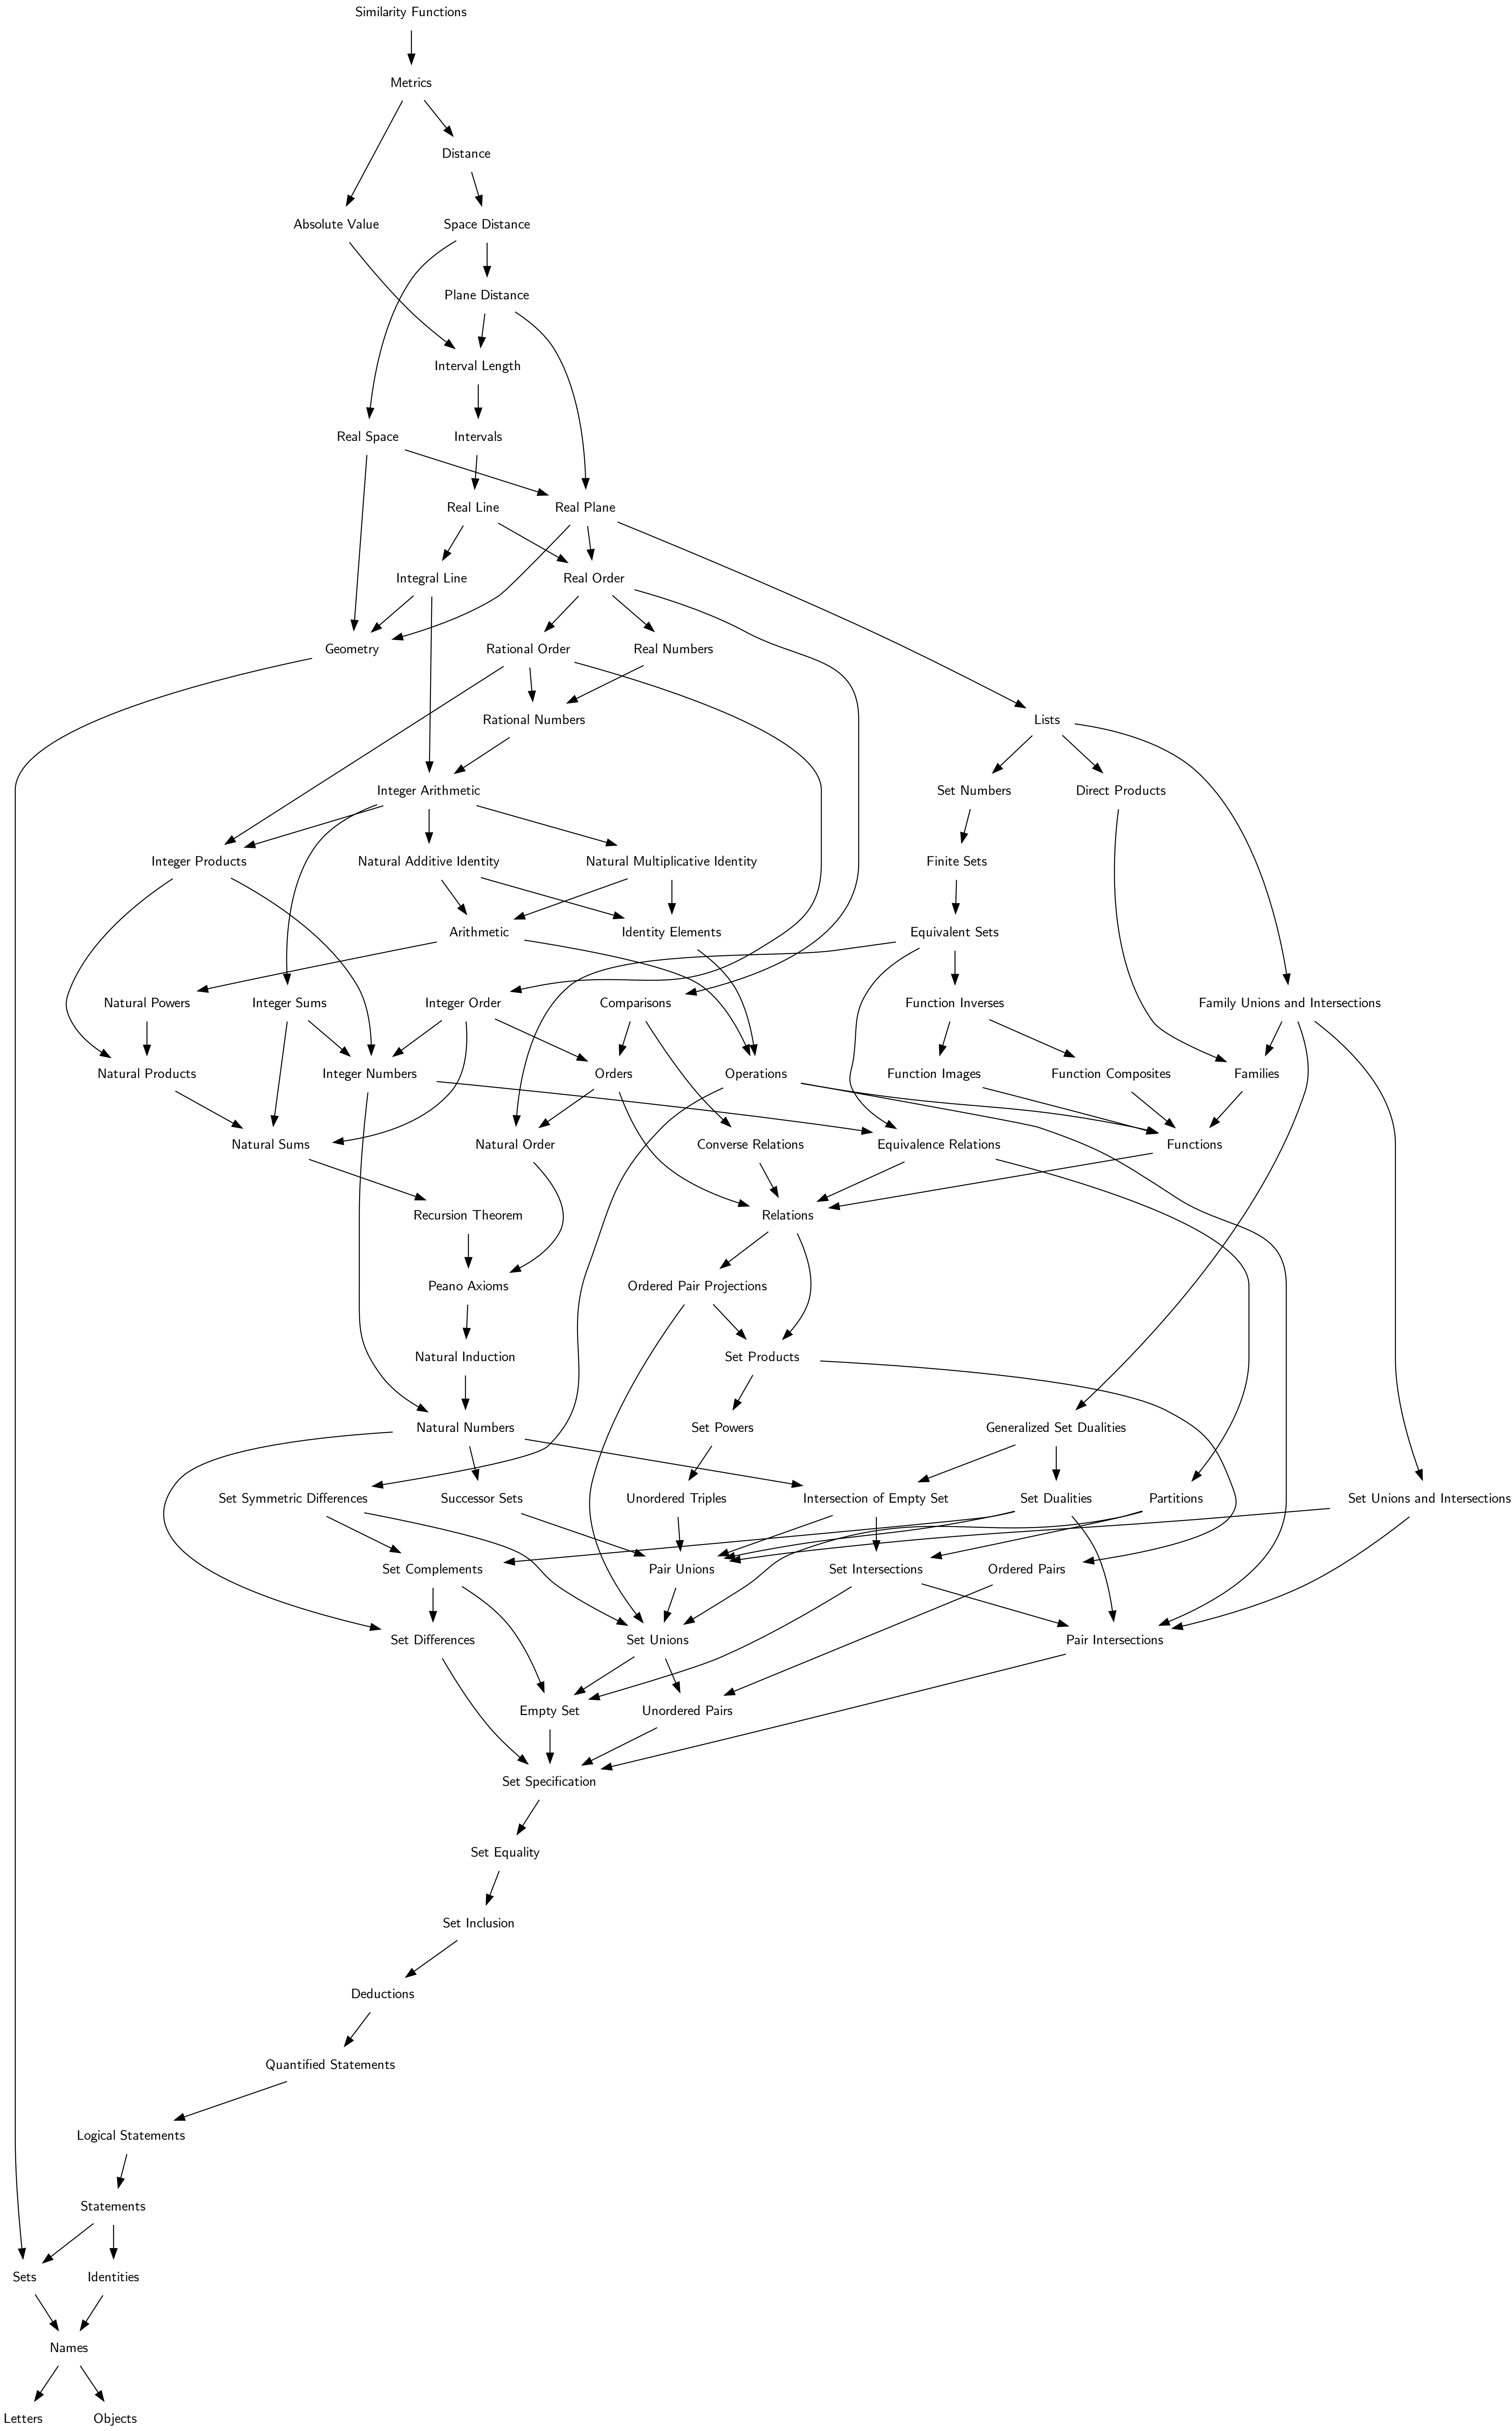 Similarity Functions
Metrics
Distance
Absolute Value
Space Distance
Plane Distance
Interval Length
Real Space
Intervals
Real Line
Real Plane
Integral Line
Real Order
Geometry
Rational Order
Real Numbers
Rational Numbers
Lists
Integer Arithmetic
Set Numbers
Direct Products
Integer Products
Natural Additive Identity
Natural Multiplicative Identity
Finite Sets
Arithmetic
Identity Elements
Equivalent Sets
Natural Powers
Integer Sums
Integer Order
Comparisons
Function Inverses
Family Unions and Intersections
Natural Products
Integer Numbers
Orders
Operations
Function Images
Function Composites
Families
Natural Sums
Natural Order
Converse Relations
Equivalence Relations
Functions
Recursion Theorem
Relations
Peano Axioms
Ordered Pair Projections
Natural Induction
Set Products
Natural Numbers
Set Powers
Generalized Set Dualities
Set Symmetric Differences
Successor Sets
Unordered Triples
Intersection of Empty Set
Set Dualities
Partitions
Set Unions and Intersections
Set Complements
Pair Unions
Set Intersections
Ordered Pairs
Set Differences
Set Unions
Pair Intersections
Empty Set
Unordered Pairs
Set Specification
Set Equality
Set Inclusion
Deductions
Quantified Statements
Logical Statements
Statements
Sets
Identities
Names
Letters
Objects